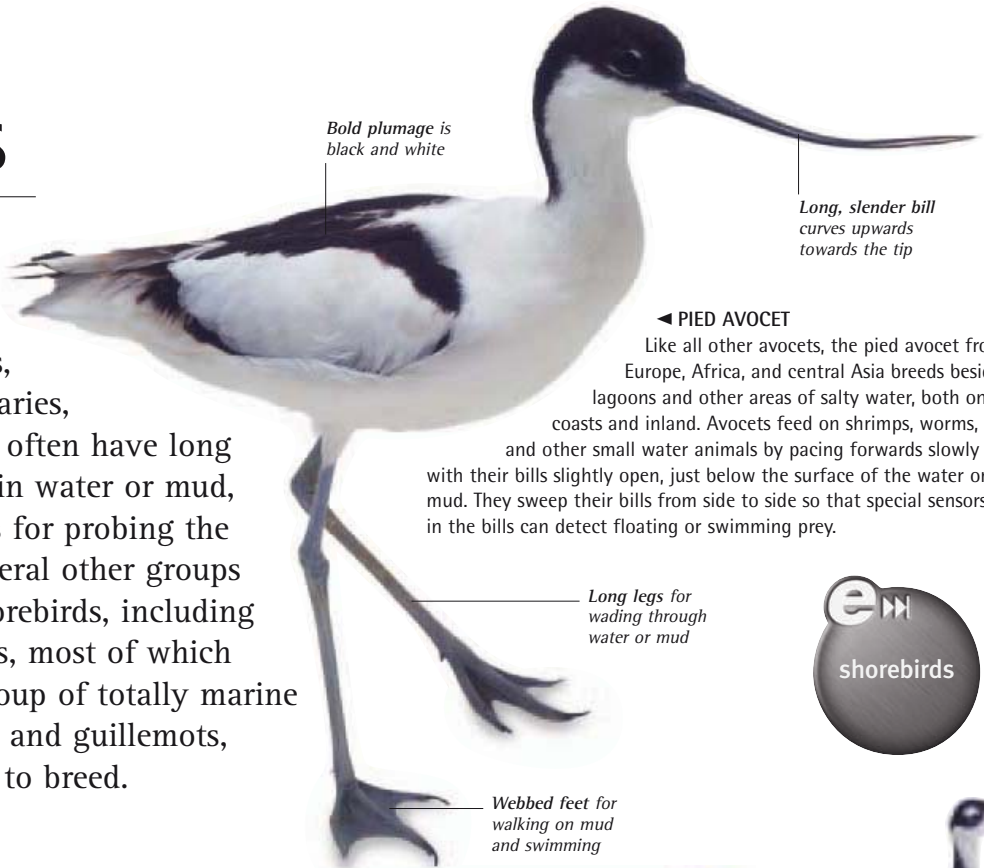 S
Bold plumage is
black and white
Long, slender bill
curves upwards
towards the tip
◄ PIED AVOCET
Like all other avocets, the pied avocet
Europe, Africa, and central Asia breeds
lagoons and other areas of salty water, both
coasts and inland. Avocets feed on shrimps, worms,
and other small water animals by pacing forwards slowly
with their bills slightly open, just below the surface of the water or
mud. They sweep their bills from side to side so that special sensors
in the bills can detect floating or swimming prey.
often have long
in water or mud,
for probing the
other groups
including
most of which
of totally marine
and guillemots,
to breed.
Long legs for
wading through
water or mud
e
shorebirds
Webbed feet for
walking on mud
and swimming